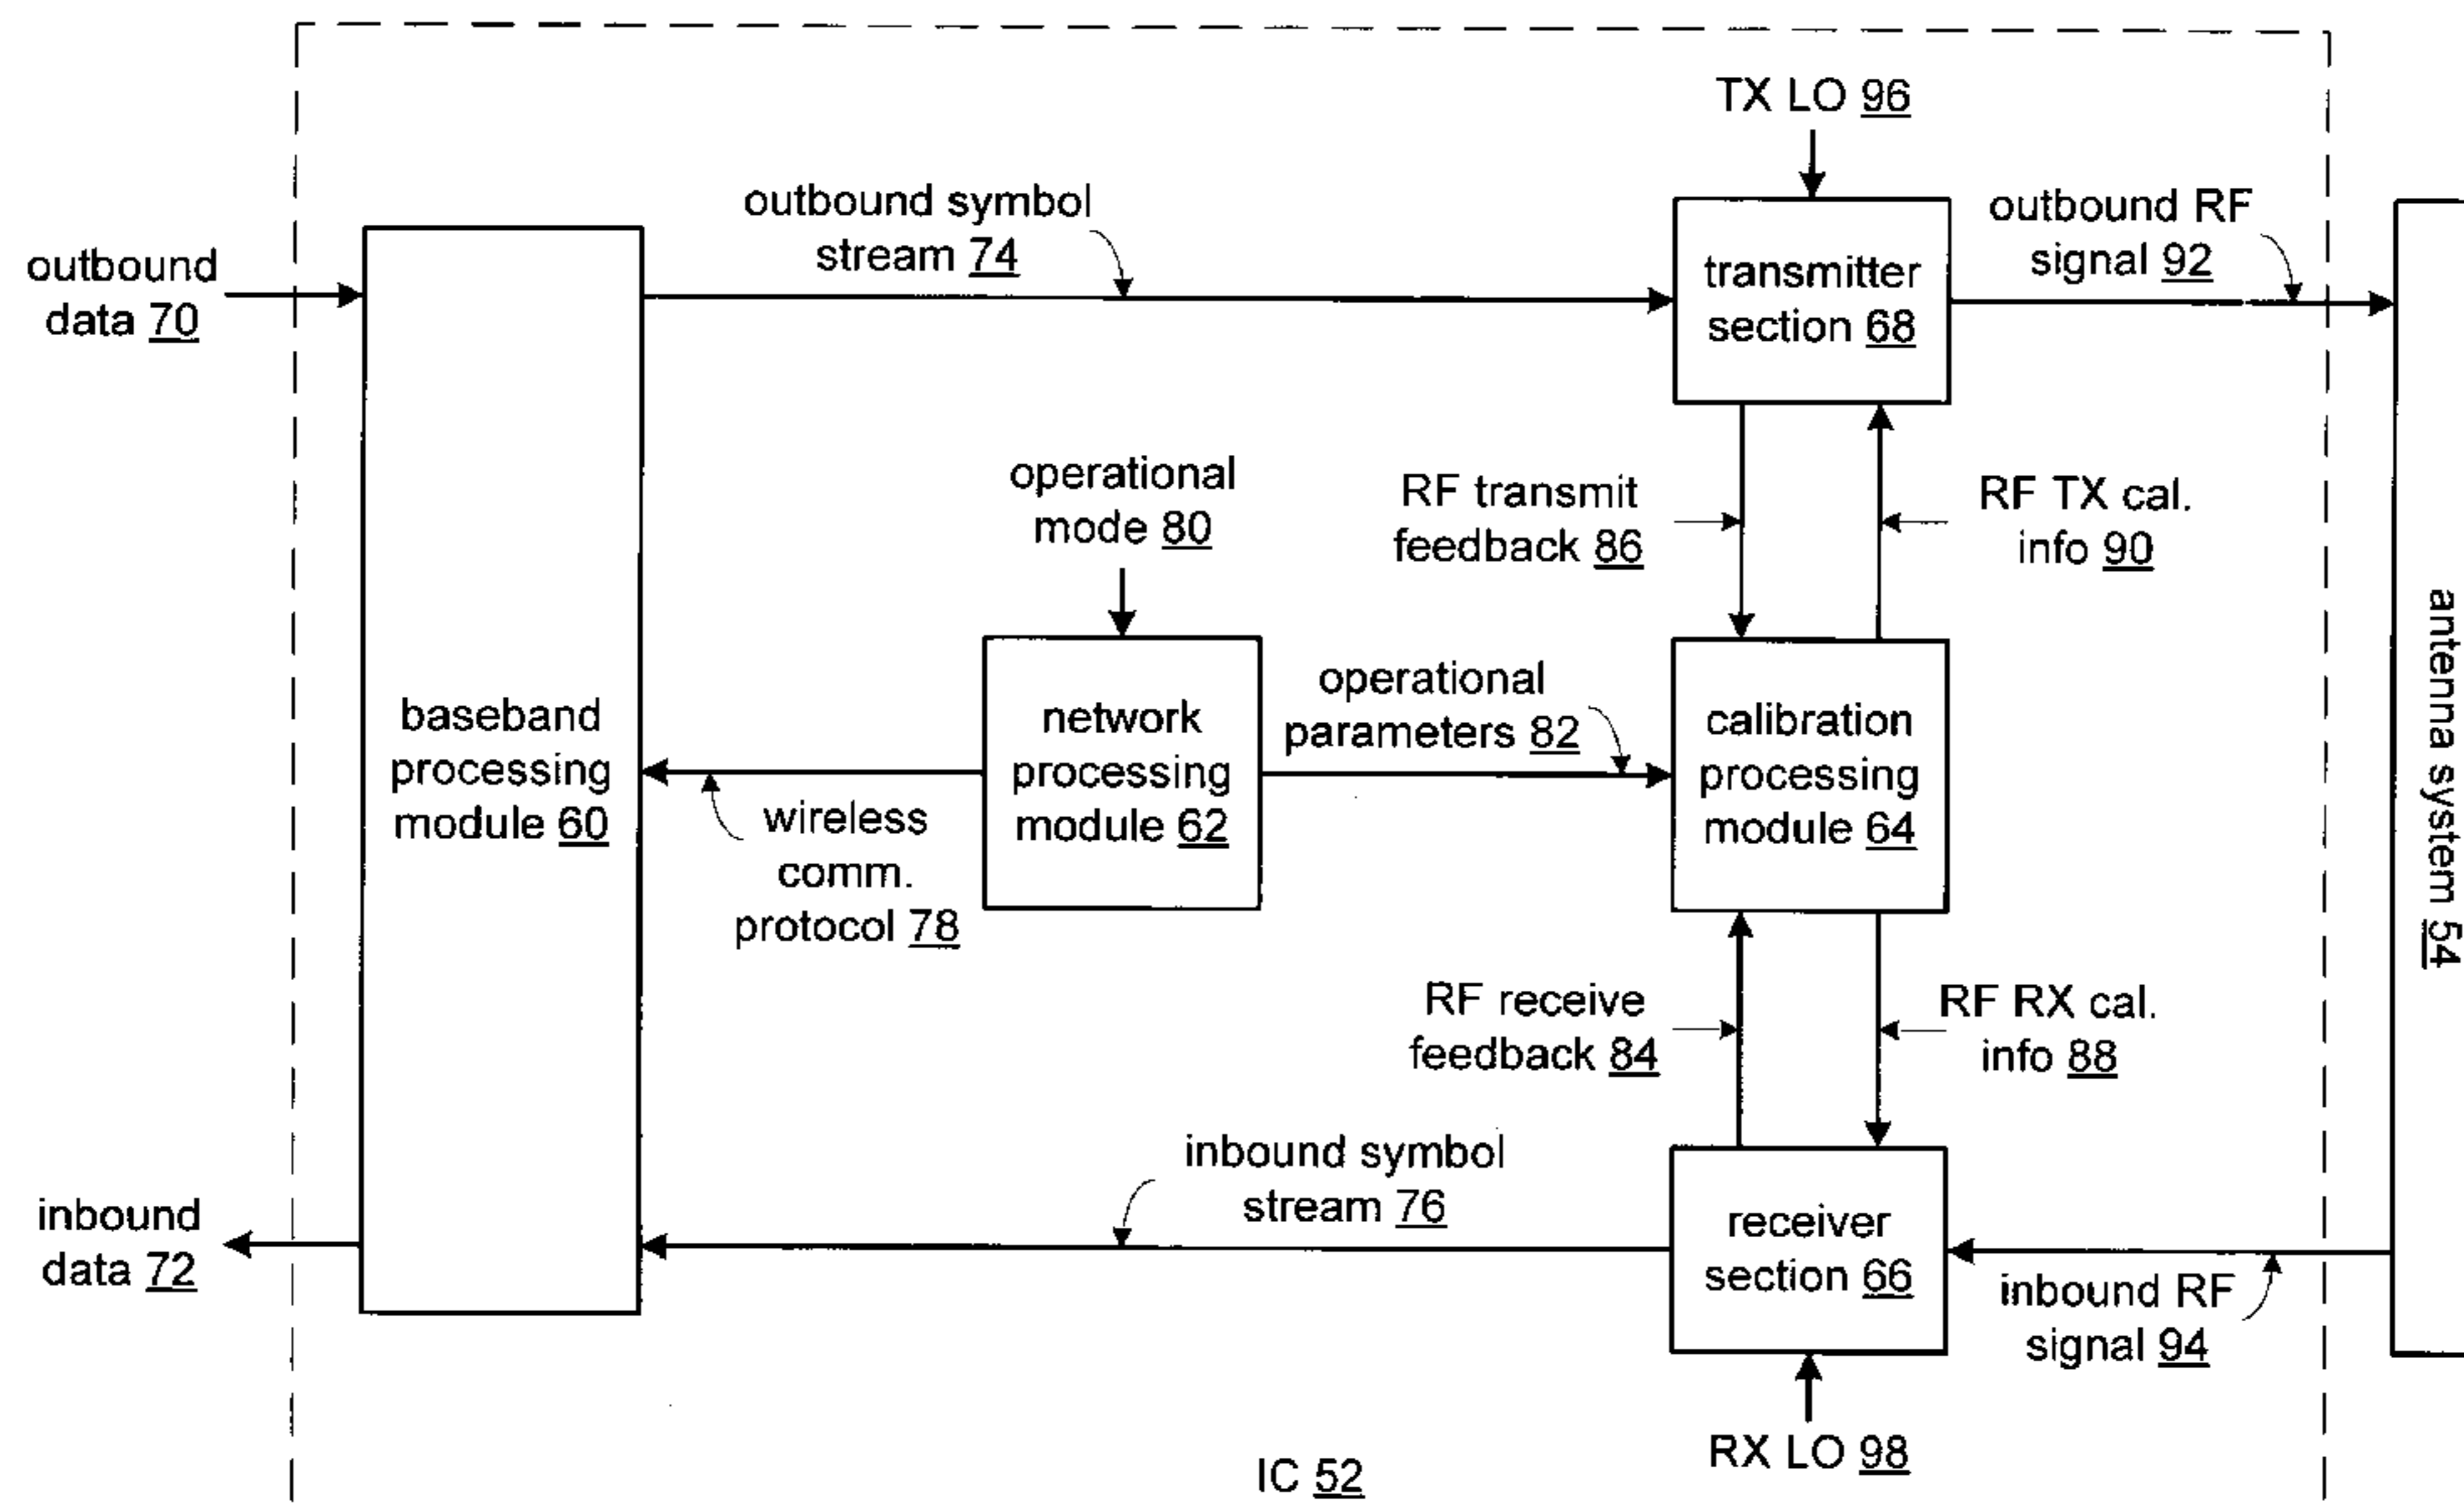 TX LO 96
outbound symbol
stream 74
outbound RF
signal 92
outbound
data 70
transmitter
section 68
operational
mode 80
RF transmit
feedback 86
RF TX cal.
info 90
baseband
processing
module 60
network
processing
module 62
operational
parameters 82
calibration
processing
module 64
antenna system 54
wireless
comm.
protocol 78
RF receive
feedback 84
RF RX cal.
info 88
inbound symbol
stream 76
inbound
data 72
receiver
section 66
inbound RF
signal 94
RX LO 98
IC 52